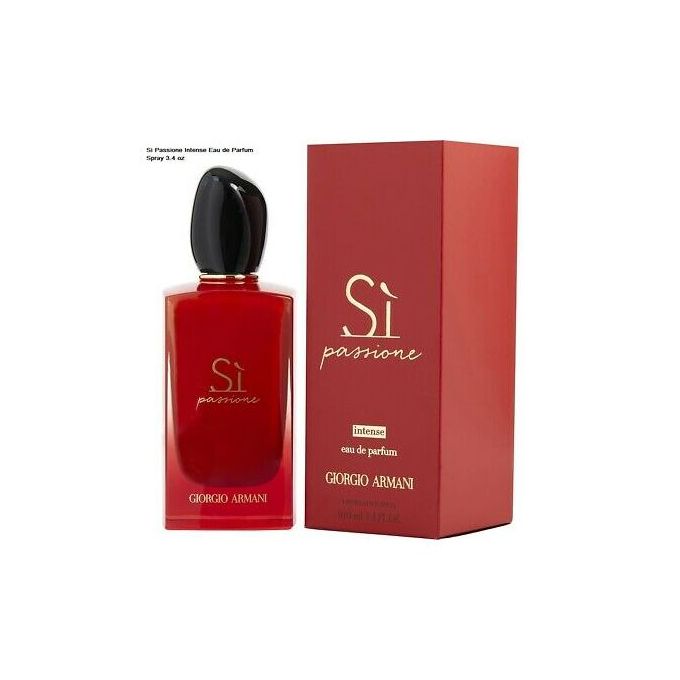 Si Passione Intense Eau de Parfum
Spray 3.4 oz
Sì
passione
GIORGIO ARMANI
Sì
passione
intense
eau de parfum
GIORGIO ARMANI